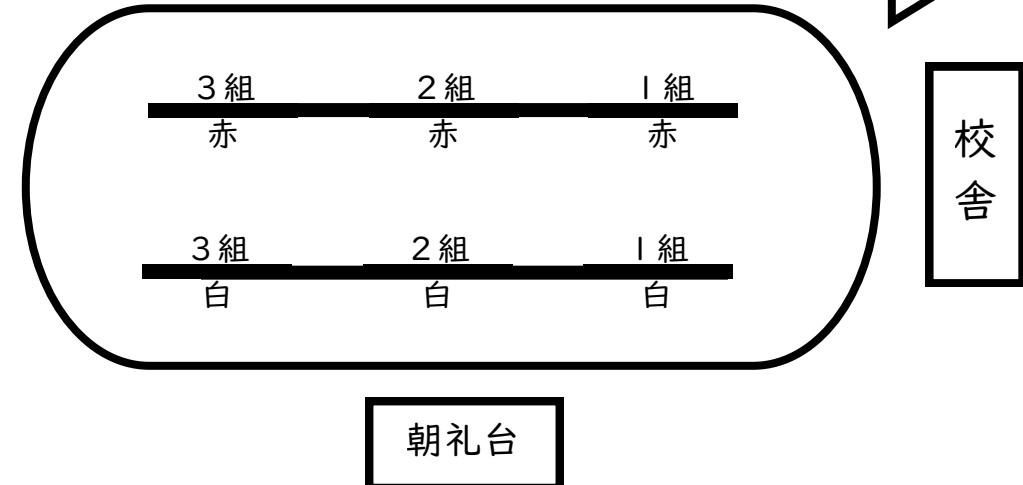 ３組 ２組 １組
赤 赤 赤
３組 ２組 １組
白 白 白
校舎
朝礼台